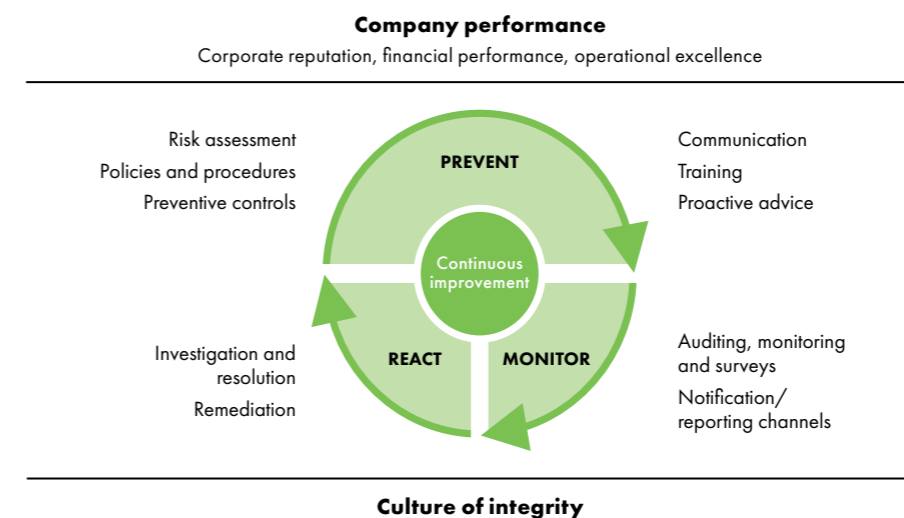 Company performance
Corporate reputation, financial performance, operational excellence
Risk assessment
Policies and procedures
Preventive controls
PREVENT
Communication
Training
Proactive advice
Continuous
improvement
Investigation and
resolution
Remediation
REACT
MONITOR
Auditing, monitoring
and surveys
Notification/
reporting channels
Culture of integrity